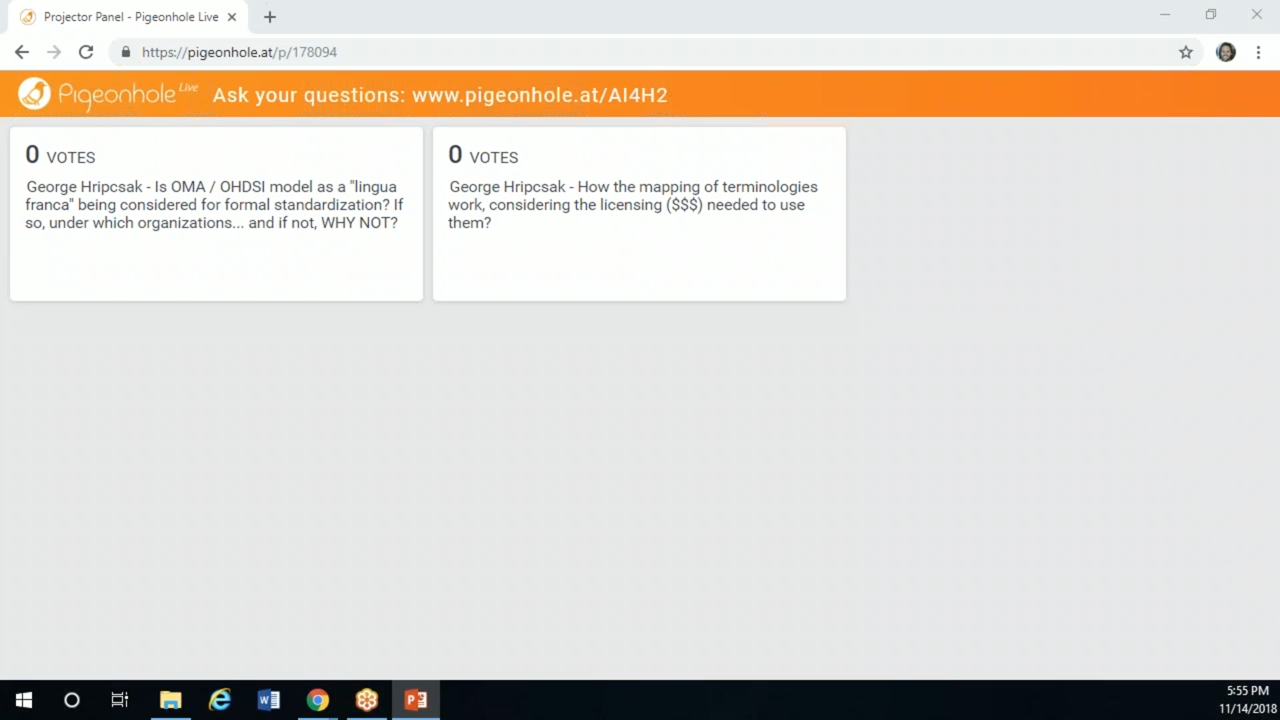 Projector Panel - Pigeonhole Live
https://pigeonhole.at/p/178094
Pigeonhole Live Ask your questions: www.pigeonhole.at/AI4H2
0 VOTES
George Hripcsak - Is OMA / OHDSI model as a "lingua
franca" being considered for formal standardization? If
so, under which organizations... and if not, WHY NOT?
0 VOTES
George Hripcsak - How the mapping of terminologies
work, considering the licensing ($$$) needed to use
them?
5:55 PM
11/14/2018